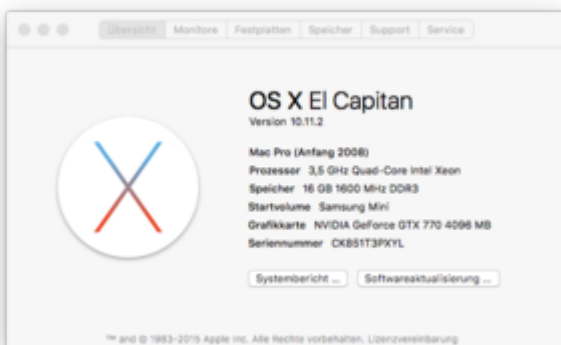 Übersicht Monitore Festplatten Speicher Support Service
OS X El Capitan
Version 10.11.2
Mac Pro (Anfang 2008)
Prozessor 3,5 GHz Quad-Core Intel Xeon
Speicher 16 GB 1600 MHz DDR3
Startvolume Samsung Mini
Grafikkarte NVIDIA GeForce GTX 770 4096 MB
Seriennummer CK851T3PXYL
Systembericht ... Softwareaktualisierung ...
™ and © 1983-2015 Apple Inc. Alle Rechte vorbehalten. Lizenzvereinbarung